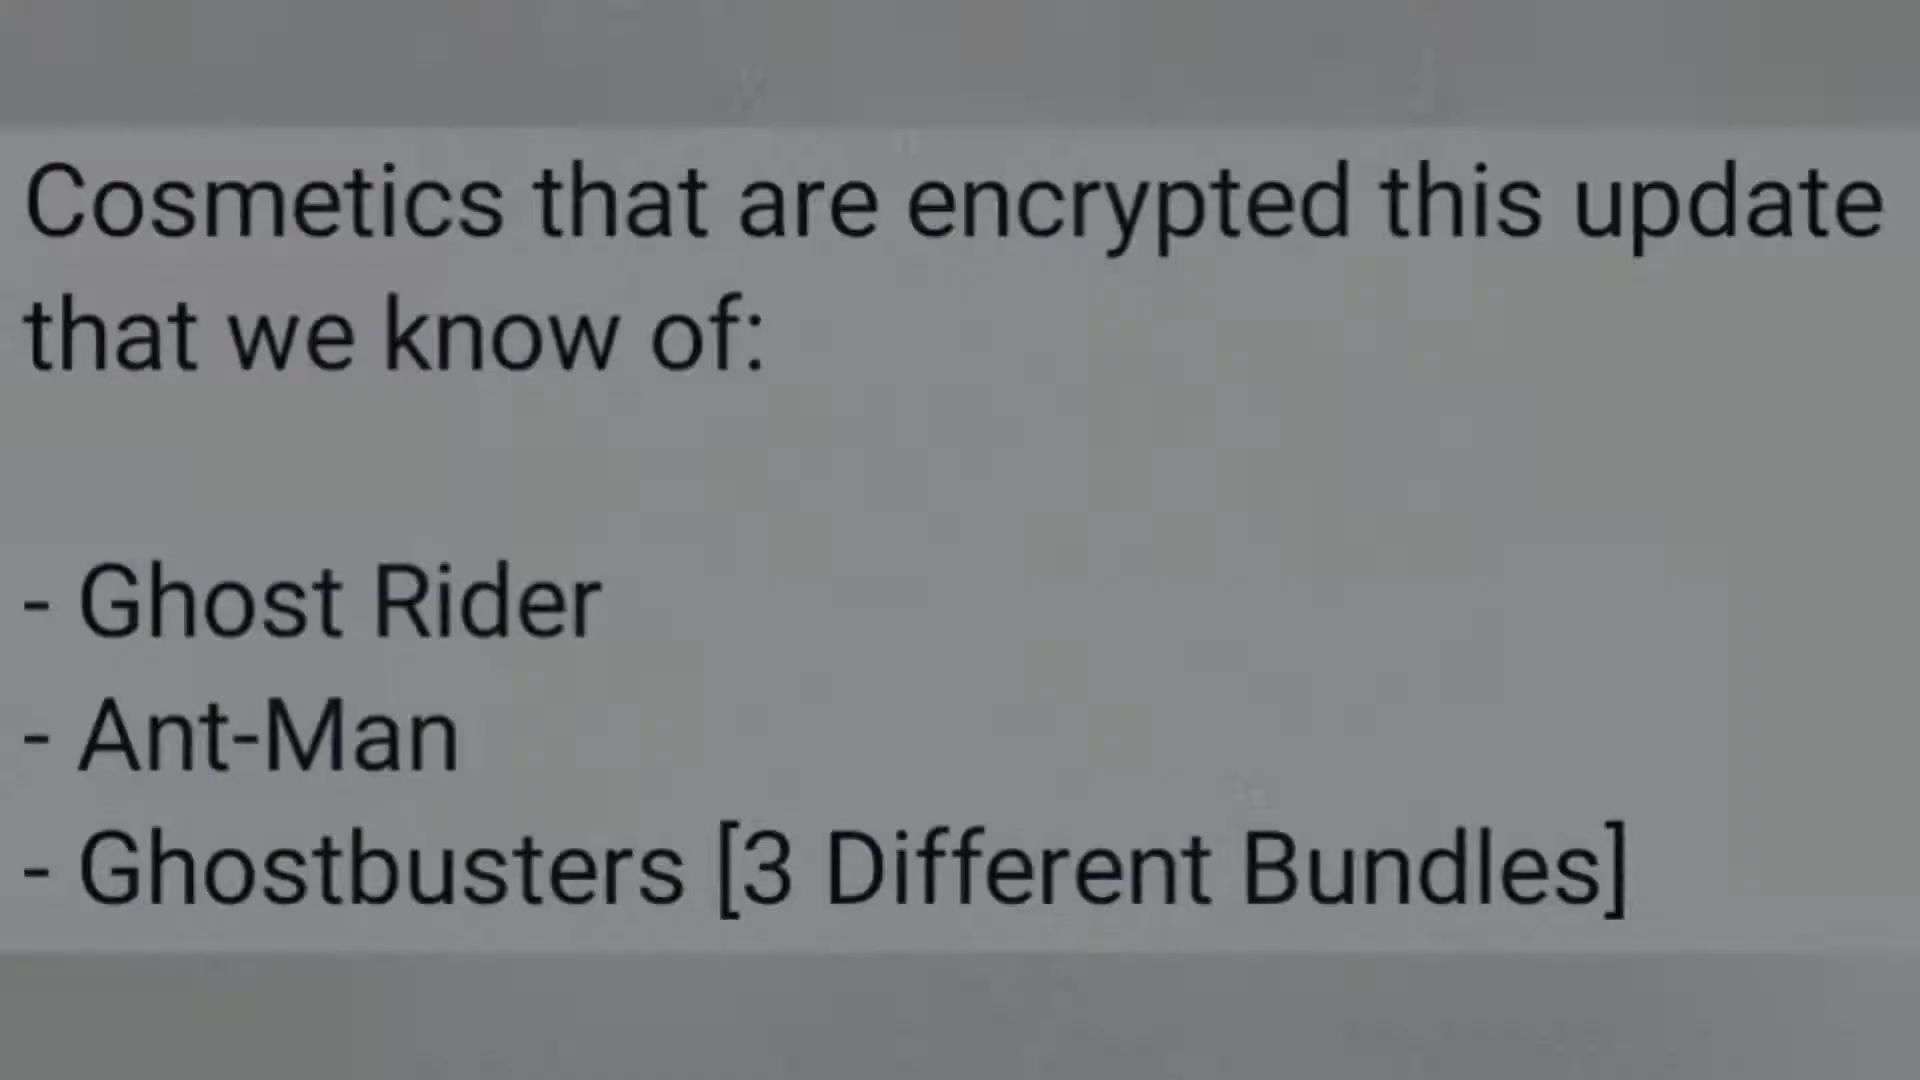 Cosmetics that are encrypted this update
that we know of:
- Ghost Rider
- Ant-Man
- Ghostbusters [3 Different Bundles]